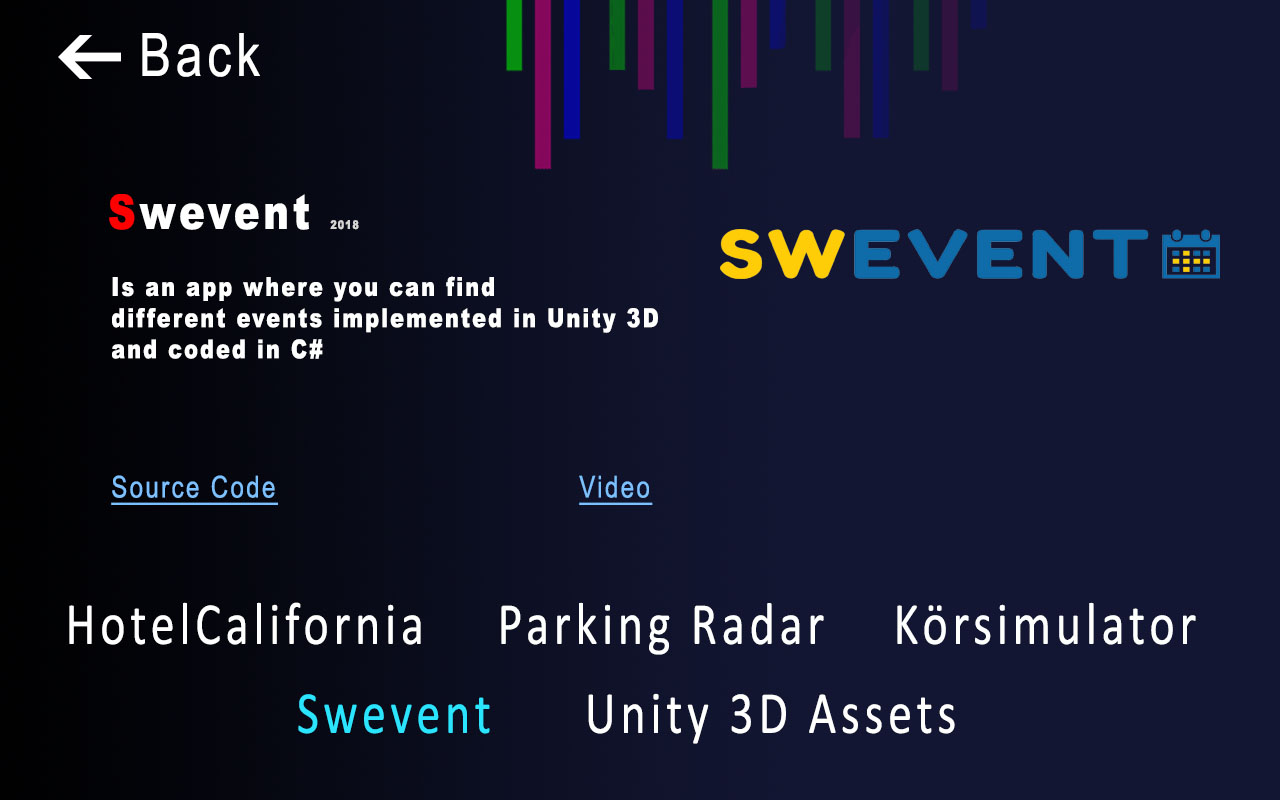 Back
Swevent 2018
SWEVENT
Is an app where you can find
different events implemented in Unity 3D
and coded in C#
Source Code Video
HotelCalifornia Parking Radar Körsimulator
Swevent Unity 3D Assets